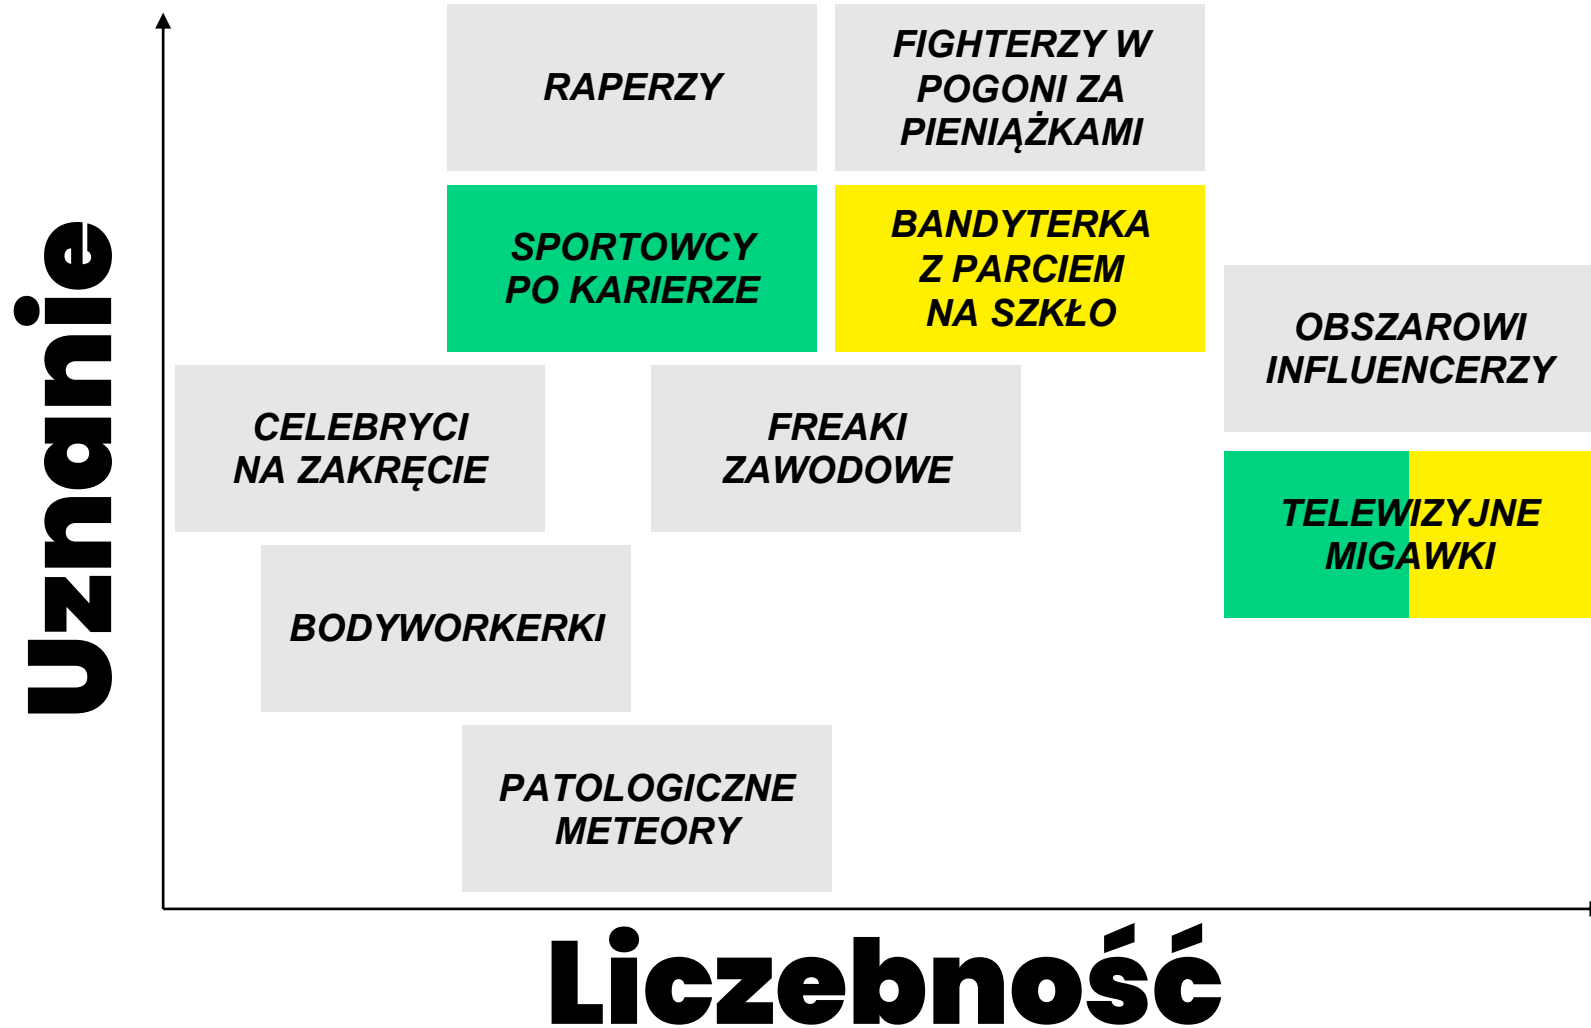 Uznanie
RAPERZY
FIGHTERZY W
POGONI ZA
PIENIĄŻKAMI
SPORTOWCY
PO KARIERZE
BANDYTERKA
Z PARCIEM
NA SZKŁO
OBSZAROWI
INFLUENCERZY
CELEBRYCI
NA ZAKRĘCIE
FREAKI
ZAWODOWE
TELEWIZYJNE
MIGAWKI
BODYWORKERKI
PATOLOGICZNE
METEORY
Liczebność